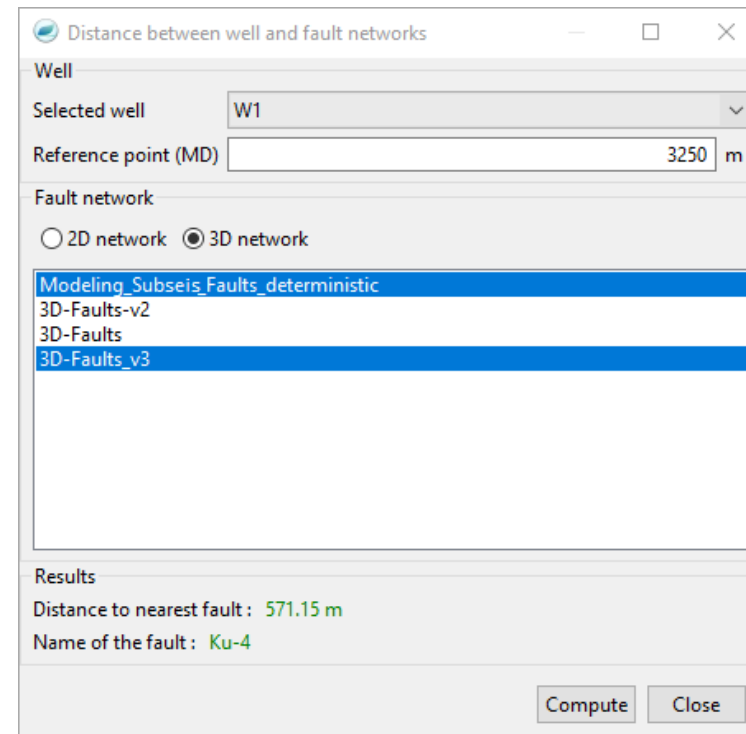 Distance between well and fault networks
Well
Selected well W1
Reference point (MD) 3250 m
Fault network
2D network 3D network
Modeling_Subseis_Faults_deterministic
3D-Faults-v2
3D-Faults
3D-Faults_v3
Results
Distance to nearest fault : 571.15 m
Name of the fault : Ku-4
Compute Close